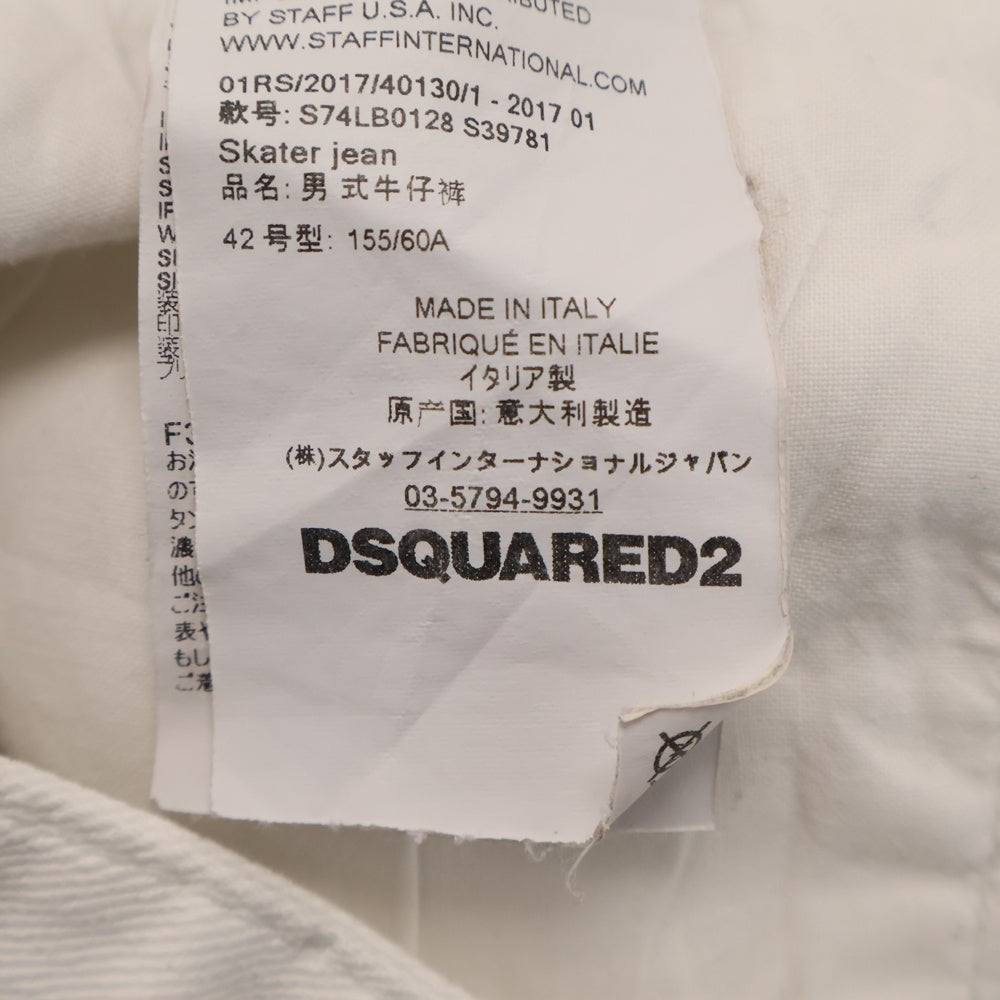 BY STAFF U.S.A. INC.
WWW.STAFFINTERNATIONAL.COM
01RS/2017/40130/1 - 2017 01
款号: S74LB0128 S39781
Skater jean
品名: 男 式牛仔裤
42 号型: 155/60A
MADE IN ITALY
FABRIQUÉ EN ITALIE
イタリア製
原产国: 意大利製造
(株)スタッフインターナショナルジャパン
03-5794-9931
DSQUARED2